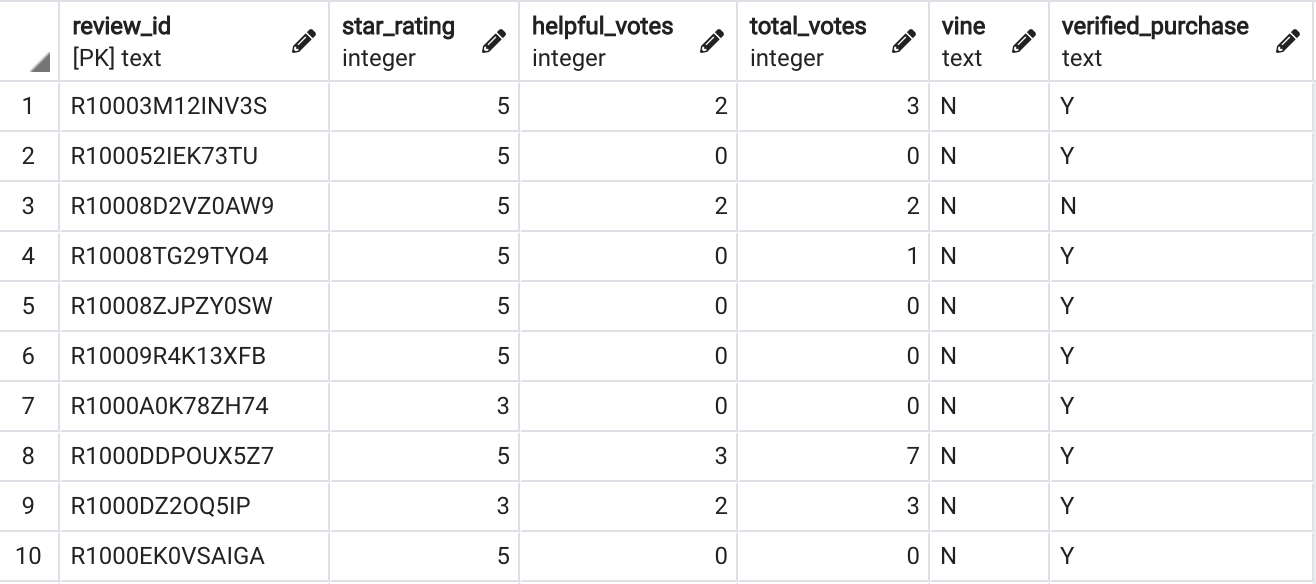 review_id star_rating helpful_votes total_votes vine verified_purchase
[PK] text integer integer integer text text
1 R10003M12INV3S 5 2 3 N Y
2 R100052IEK73TU 5 0 0 N Y
3 R10008D2VZ0AW9 5 2 2 N N
4 R10008TG29TYO4 5 0 1 N Y
5 R10008ZJPZY0SW 5 0 0 N Y
6 R10009R4K13XFB 5 0 0 N Y
7 R1000A0K78ZH74 3 0 0 N Y
8 R1000DDPOUX5Z7 5 3 7 N Y
9 R1000DZ2OQ5IP 3 2 3 N Y
10 R1000EK0VSAIGA 5 0 0 N Y